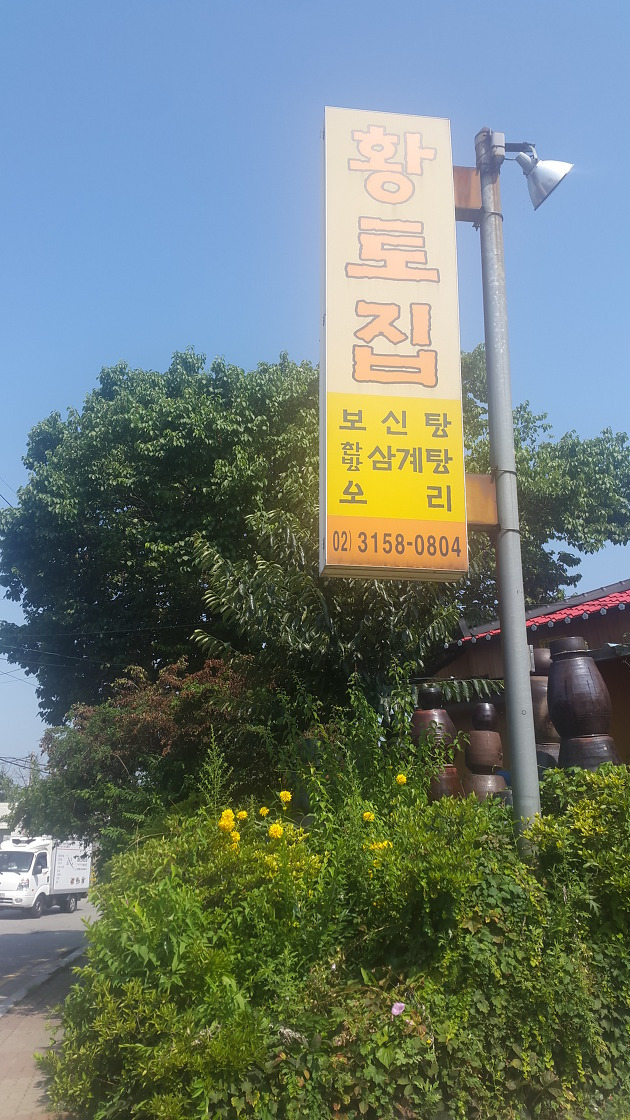 황
토
집
보 신 탕
한방 삼계탕
오 리
02) 3158-0804